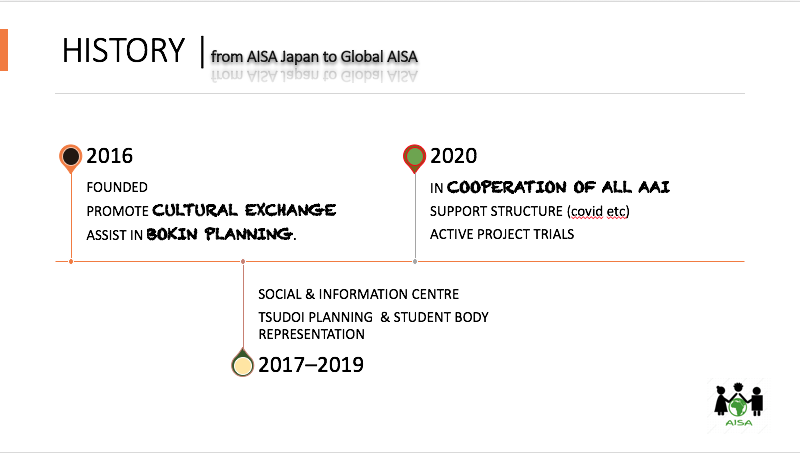 HISTORY | from AISA Japan to Global AISA
2016
FOUNDED
PROMOTE CULTURAL EXCHANGE
ASSIST IN BOKIN PLANNING.
2020
IN COOPERATION OF ALL AAI
SUPPORT STRUCTURE (covid etc)
ACTIVE PROJECT TRIALS
SOCIAL & INFORMATION CENTRE
TSUDOI PLANNING & STUDENT BODY
REPRESENTATION
2017–2019
AISA